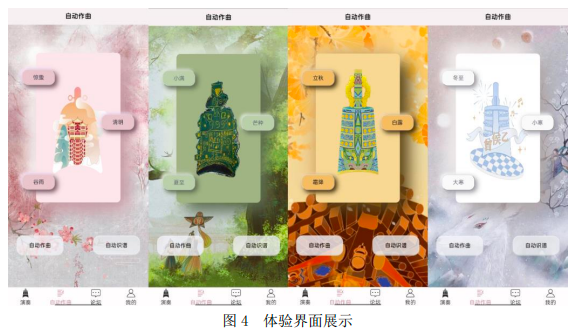 自动作曲
惊蛰
清明
谷雨
自动作曲
自动识谱
演奏
自动作曲
论坛
我的
自动作曲
小满
芒种
夏至
自动作曲
自动识谱
演奏
自动作曲
论坛
我的
自动作曲
立秋
白露
霜降
自动作曲
自动识谱
演奏
自动作曲
论坛
我的
自动作曲
冬至
小寒
大寒
自动作曲
自动识谱
演奏
自动作曲
论坛
我的
图 4 体验界面展示